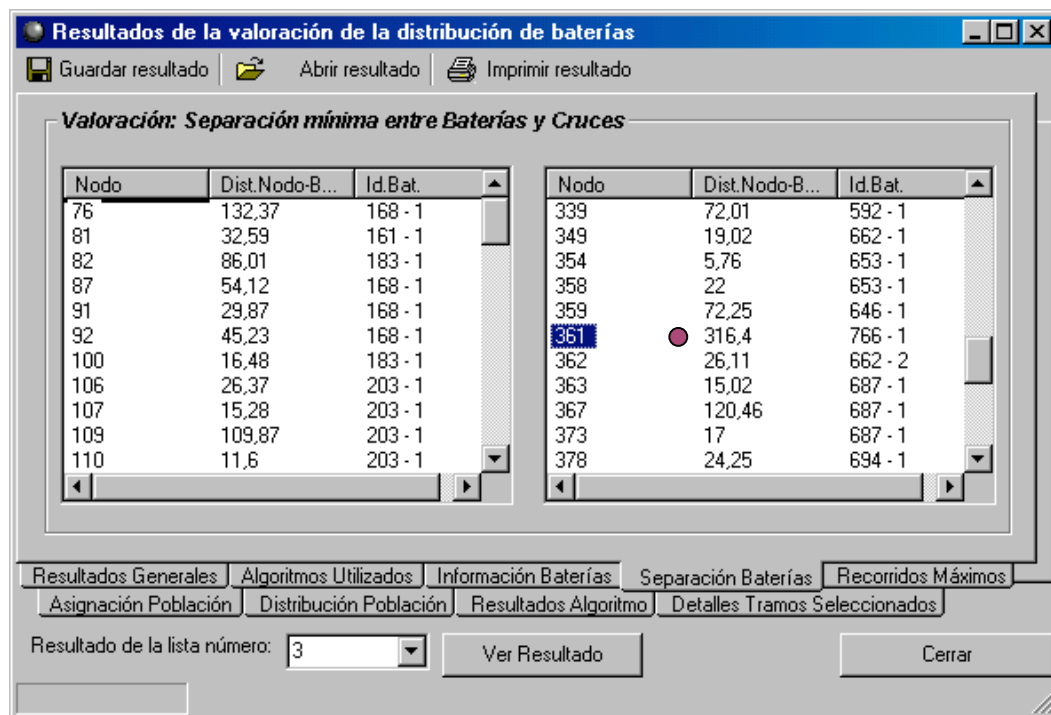 Resultados de la valoración de la distribución de baterías
Guardar resultado Abrir resultado Imprimir resultado
Valoración: Separación mínima entre Baterías y Cruces
Nodo Dist.Nodo-B... Id.Bat.
76 132,37 168 - 1
81 32,59 161 - 1
82 86,01 183 - 1
87 54,12 168 - 1
91 29,87 168 - 1
92 45,23 168 - 1
100 16,48 183 - 1
106 26,37 203 - 1
107 15,28 203 - 1
109 109,87 203 - 1
110 11,6 203 - 1
Nodo Dist.Nodo-B... Id.Bat.
339 72,01 592 - 1
349 19,02 662 - 1
354 5,76 653 - 1
358 22 653 - 1
359 72,25 646 - 1
361 316,4 766 - 1
362 26,11 662 - 2
363 15,02 687 - 1
367 120,46 687 - 1
373 17 687 - 1
378 24,25 694 - 1
Resultados Generales Algoritmos Utilizados Información Baterías Separación Baterías Recorridos Máximos
Asignación Población Distribución Población Resultados Algoritmo Detalles Tramos Seleccionados
Resultado de la lista número: 3 Ver Resultado Cerrar